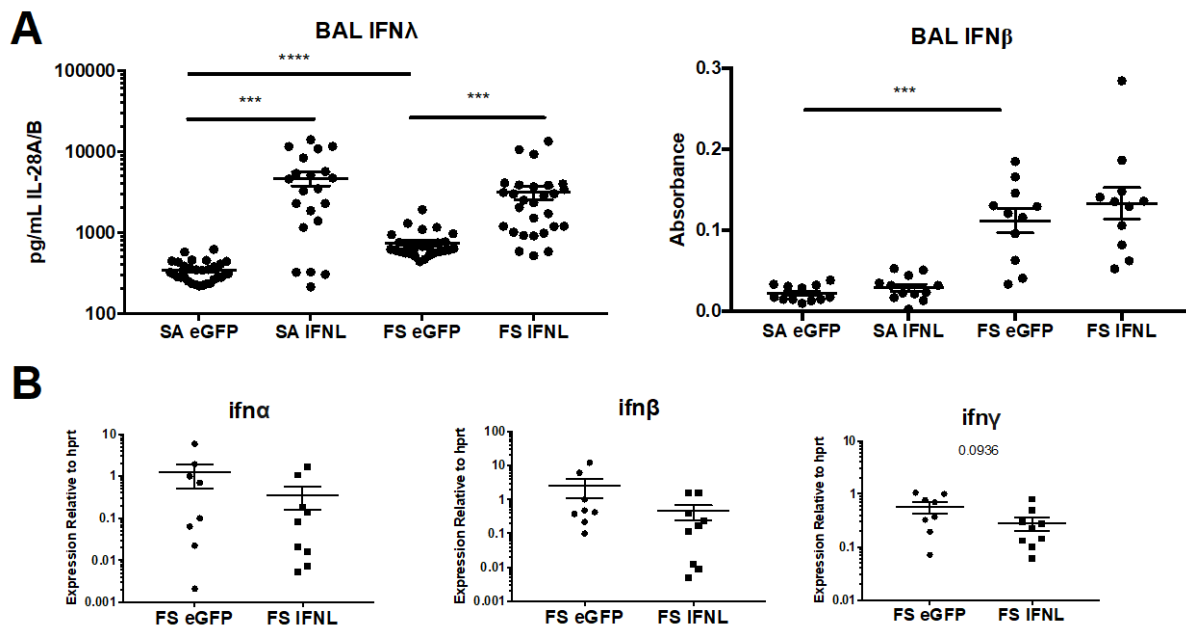 A
BAL IFNλ
pg/mL IL-28A/B
100000
10000
1000
100
****
***
***
SA eGFP
SA IFNL
FS eGFP
FS IFNL
BAL IFNβ
Absorbance
0.3
0.2
0.1
0.0
***
SA eGFP
SA IFNL
FS eGFP
FS IFNL
B
ifnα
Expression Relative to hprt
10
1
0.1
0.01
0.001
FS eGFP
FS IFNL
ifnβ
Expression Relative to hprt
100
10
1
0.1
0.01
0.001
FS eGFP
FS IFNL
ifnγ
0.0936
Expression Relative to hprt
10
1
0.1
0.01
FS eGFP
FS IFNL